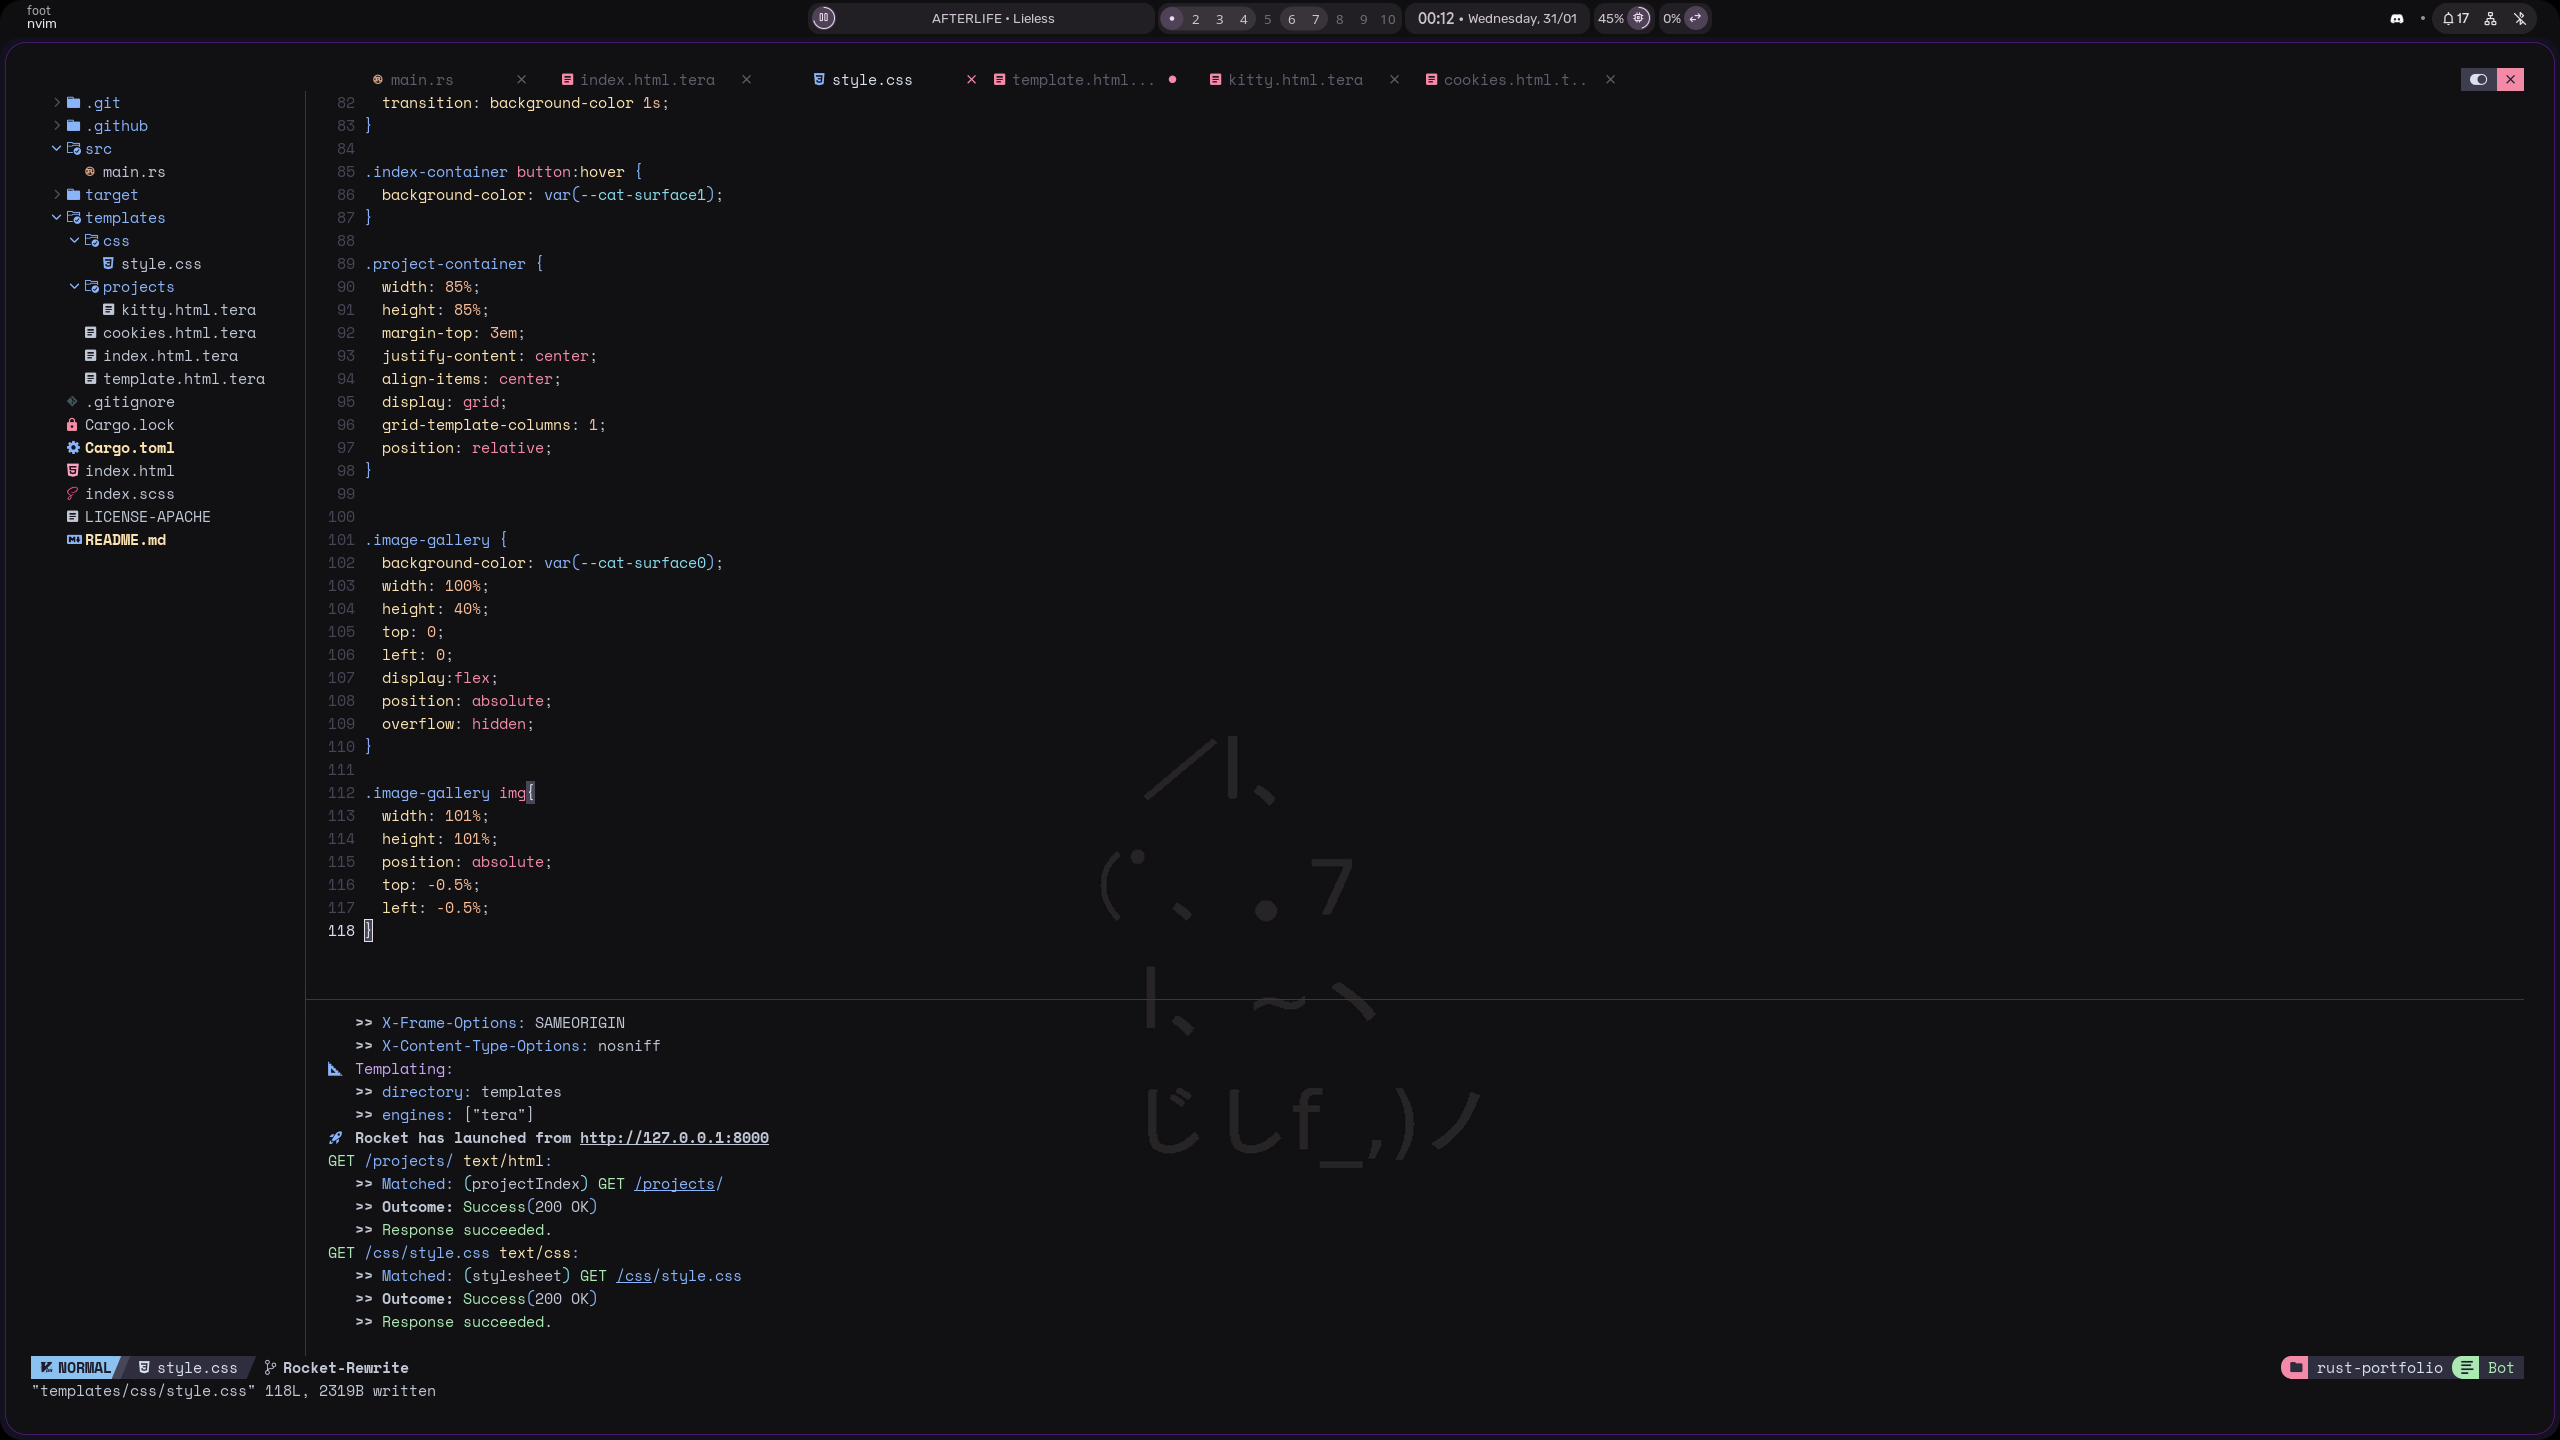 foot
nvim
AFTERLIFE • Lieless
2 3 4 5 6 7 8 9 10
00:12 • Wednesday, 31/01
45%
0%
17
main.rs
index.html.tera
style.css
template.html...
kitty.html.tera
cookies.html.t..
.git
.github
src
main.rs
target
templates
css
style.css
projects
kitty.html.tera
cookies.html.tera
index.html.tera
template.html.tera
.gitignore
Cargo.lock
Cargo.toml
index.html
index.scss
LICENSE-APACHE
README.md
82   transition: background-color 1s;
83 }
84
85 .index-container button:hover {
86   background-color: var(--cat-surface1);
87 }
88
89 .project-container {
90   width: 85%;
91   height: 85%;
92   margin-top: 3em;
93   justify-content: center;
94   align-items: center;
95   display: grid;
96   grid-template-columns: 1;
97   position: relative;
98 }
99
100
101 .image-gallery {
102   background-color: var(--cat-surface0);
103   width: 100%;
104   height: 40%;
105   top: 0;
106   left: 0;
107   display:flex;
108   position: absolute;
109   overflow: hidden;
110 }
111
112 .image-gallery img{
113   width: 101%;
114   height: 101%;
115   position: absolute;
116   top: -0.5%;
117   left: -0.5%;
118 }
／l、
(ﾟ、 。７
l、 ~ヽ
じしf_,)ノ
>> X-Frame-Options: SAMEORIGIN
>> X-Content-Type-Options: nosniff
Templating:
>> directory: templates
>> engines: ["tera"]
Rocket has launched from http://127.0.0.1:8000
GET /projects/ text/html:
>> Matched: (projectIndex) GET /projects/
>> Outcome: Success(200 OK)
>> Response succeeded.
GET /css/style.css text/css:
>> Matched: (stylesheet) GET /css/style.css
>> Outcome: Success(200 OK)
>> Response succeeded.
NORMAL style.css Rocket-Rewrite
rust-portfolio Bot
"templates/css/style.css" 118L, 2319B written